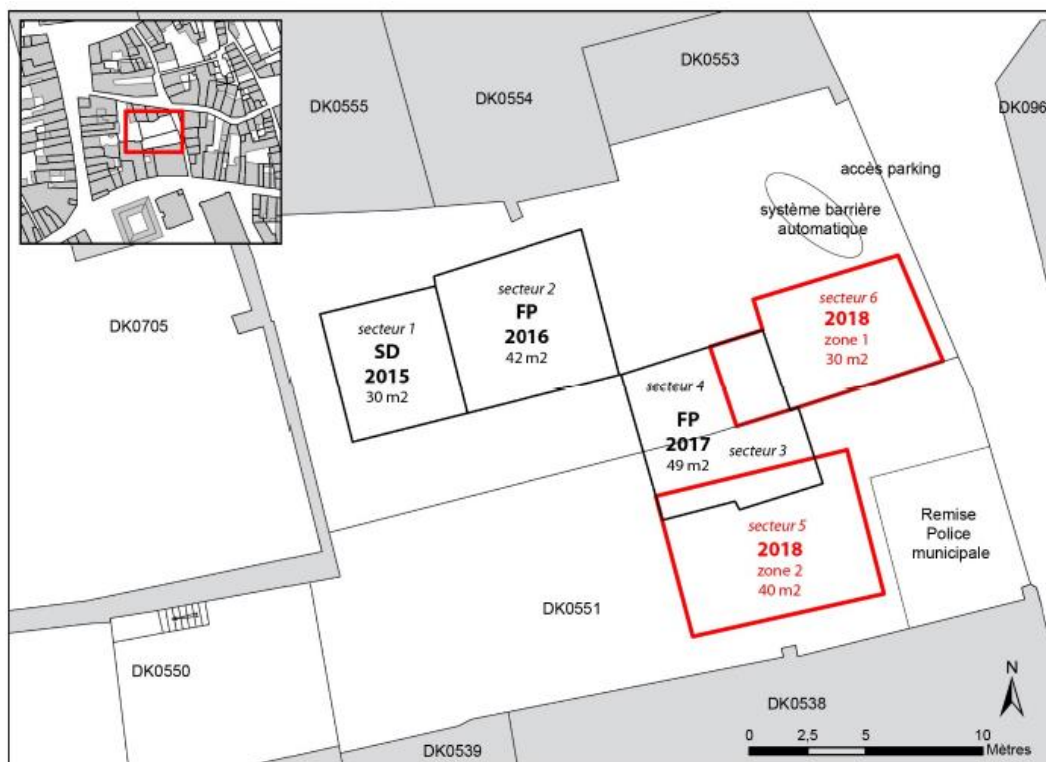 DK0555
DK0554
DK0553
DK096
accès parking
système barrière
automatique
DK0705
secteur 1
SD
2015
30 m2
secteur 2
FP
2016
42 m2
secteur 6
2018
zone 1
30 m2
secteur 4
FP
2017
49 m2
secteur 3
secteur 5
2018
zone 2
40 m2
Remise
Police
municipale
DK0551
DK0550
DK0538
DK0539
N
0 2,5 5 10
Mètres